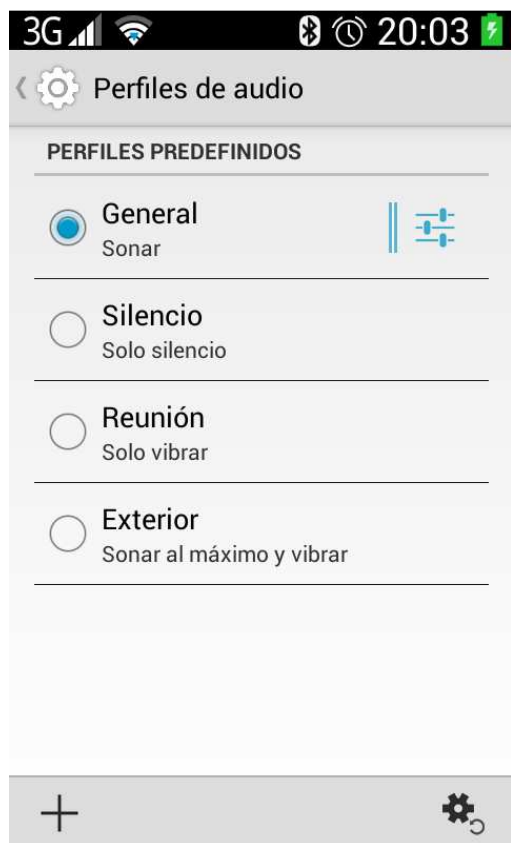 3G 20:03
Perfiles de audio
PERFILES PREDEFINIDOS
General
Sonar
Silencio
Solo silencio
Reunión
Solo vibrar
Exterior
Sonar al máximo y vibrar